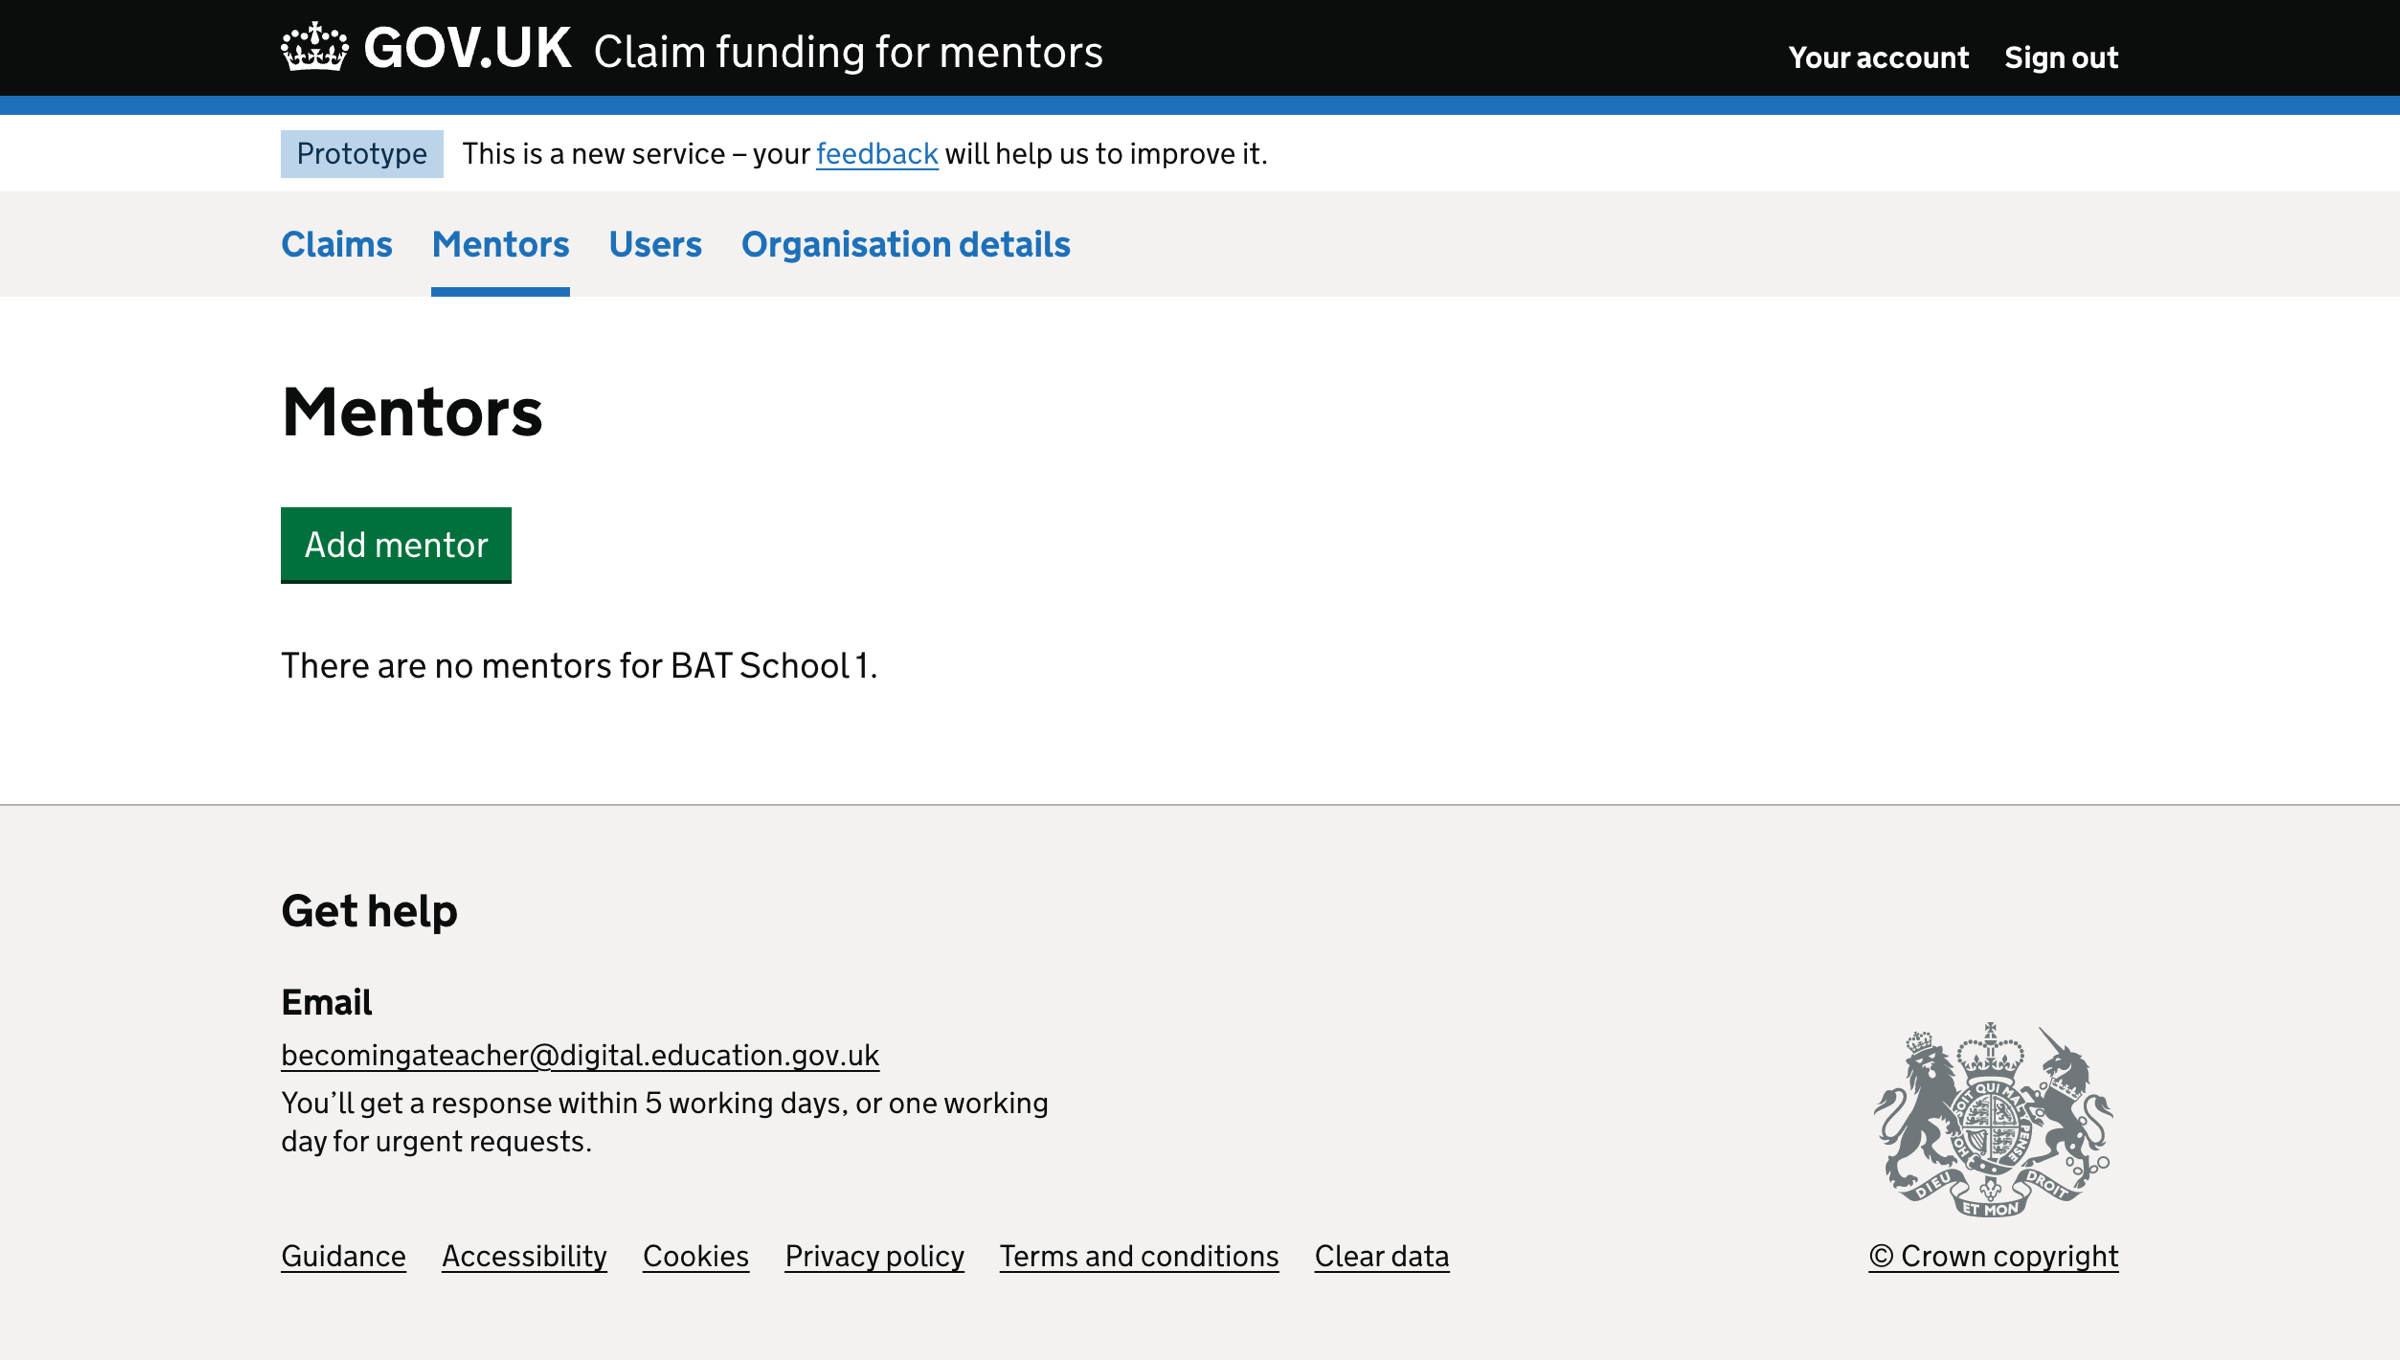 GOV.UK Claim funding for mentors Your account Sign out
Prototype This is a new service – your feedback will help us to improve it.
Claims Mentors Users Organisation details
Mentors
Add mentor
There are no mentors for BAT School 1.
Get help
Email
becomingateacher@digital.education.gov.uk
You’ll get a response within 5 working days, or one working
day for urgent requests.
SOIT QUI MAL Y PENSE
HON
DIEU ET MON DROIT
Guidance Accessibility Cookies Privacy policy Terms and conditions Clear data © Crown copyright